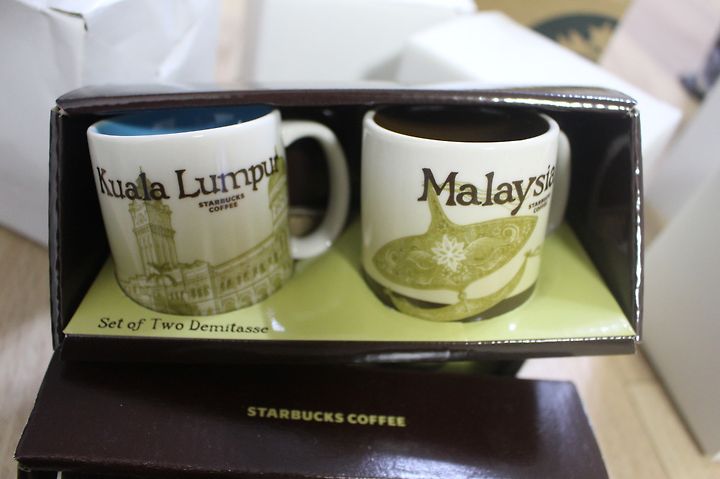 Kuala Lumpur
STARBUCKS
COFFEE
Malaysia
STARBUCKS
COFFEE
Set of Two Demitasse
STARBUCKS COFFEE